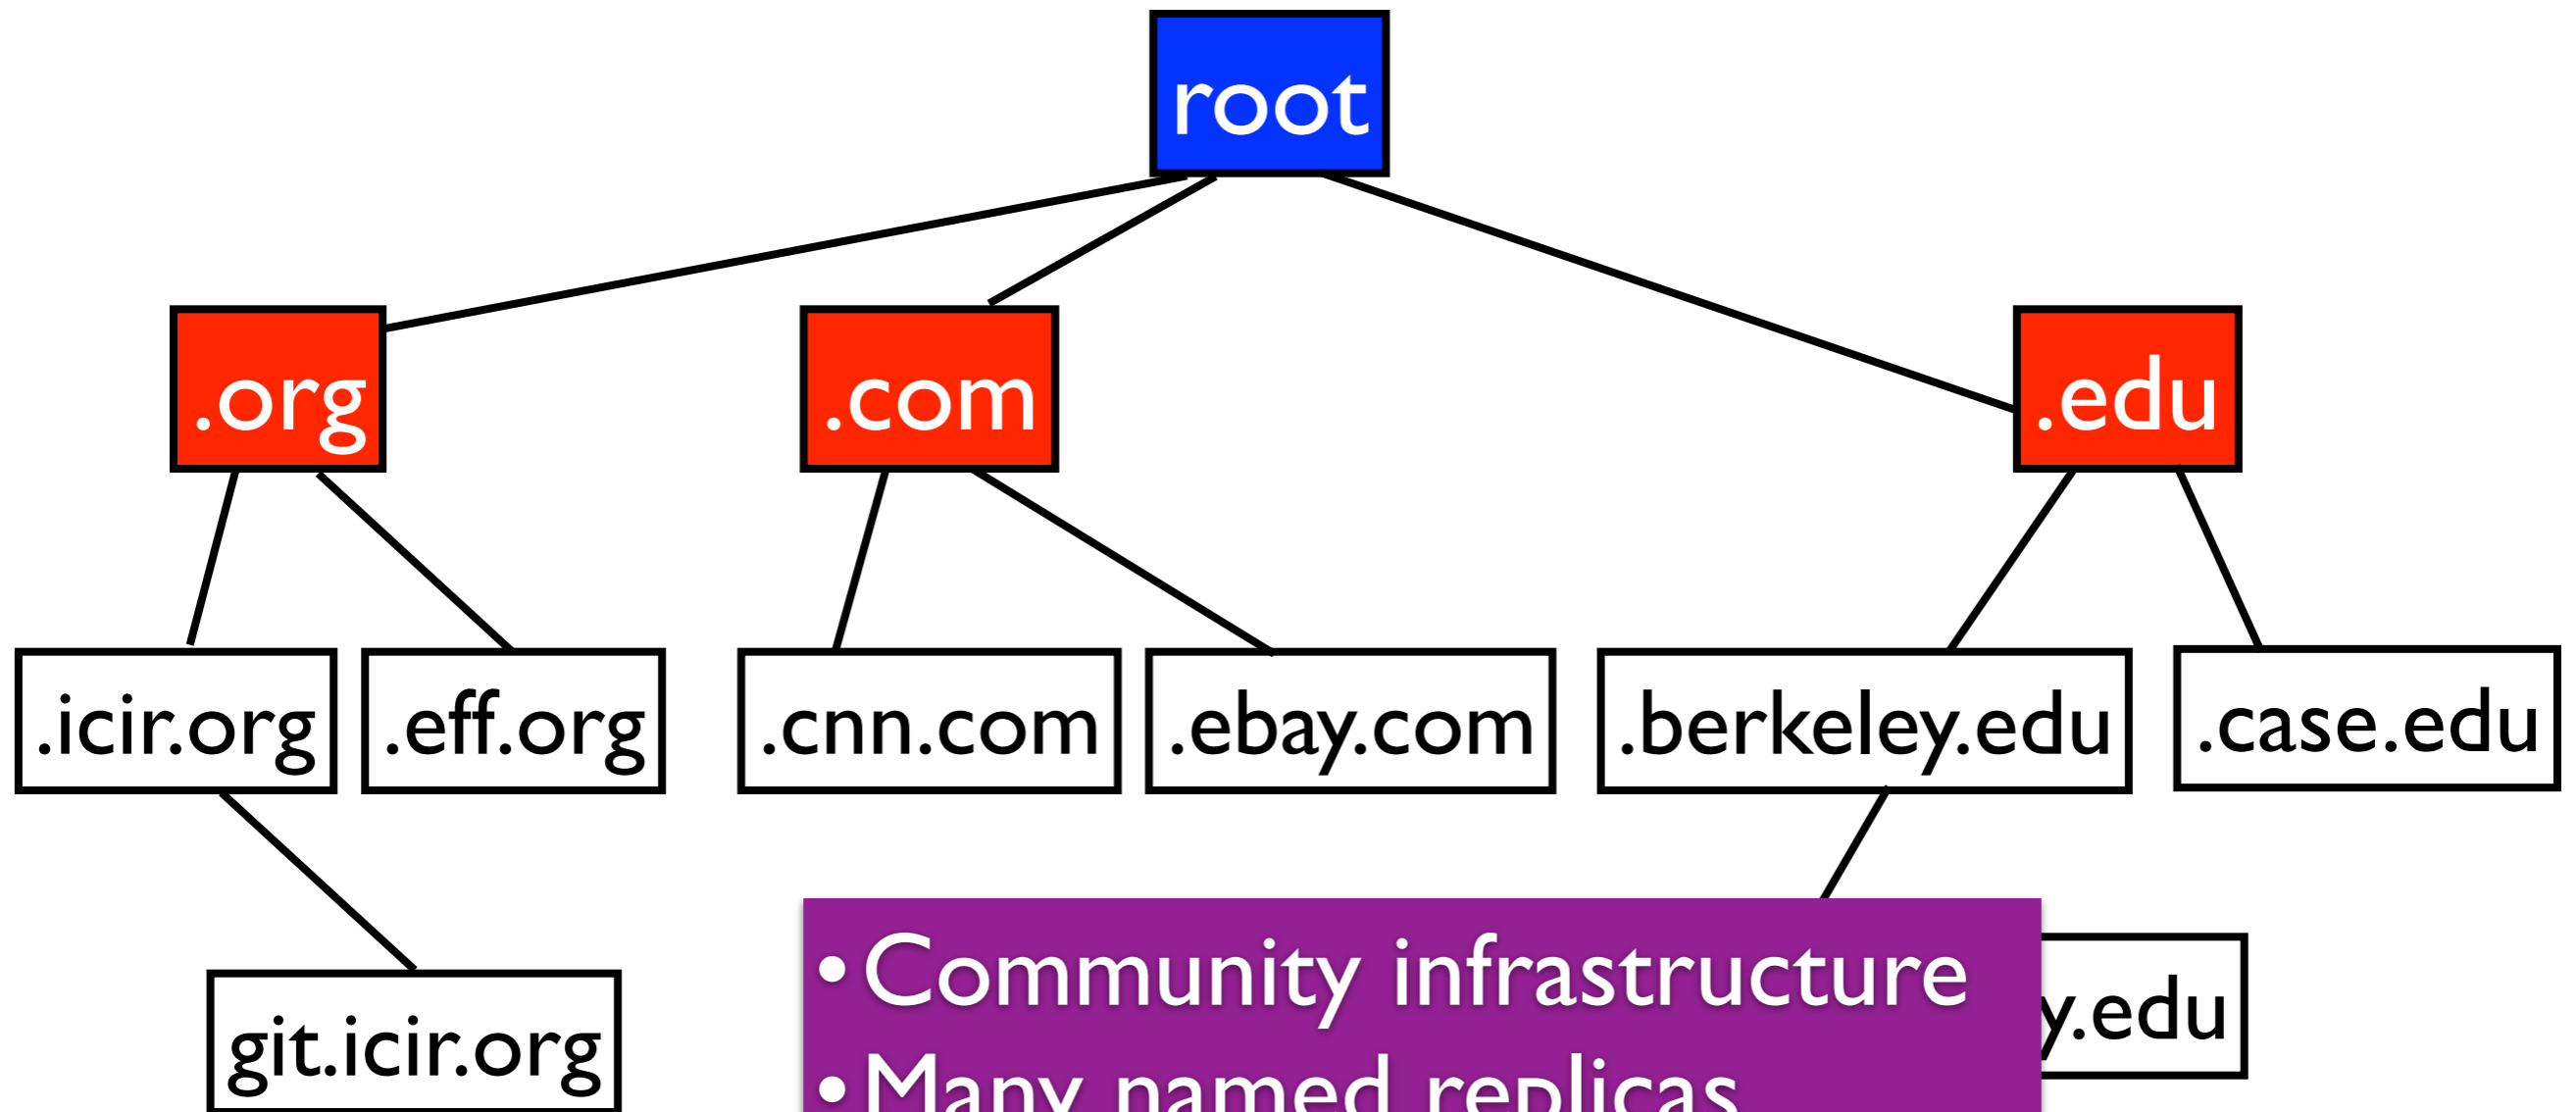 root
.org
.com
.edu
.icir.org
.eff.org
.cnn.com
.ebay.com
.berkeley.edu
.case.edu
• Community infrastructure
y.edu
git.icir.org
• Many named replicas